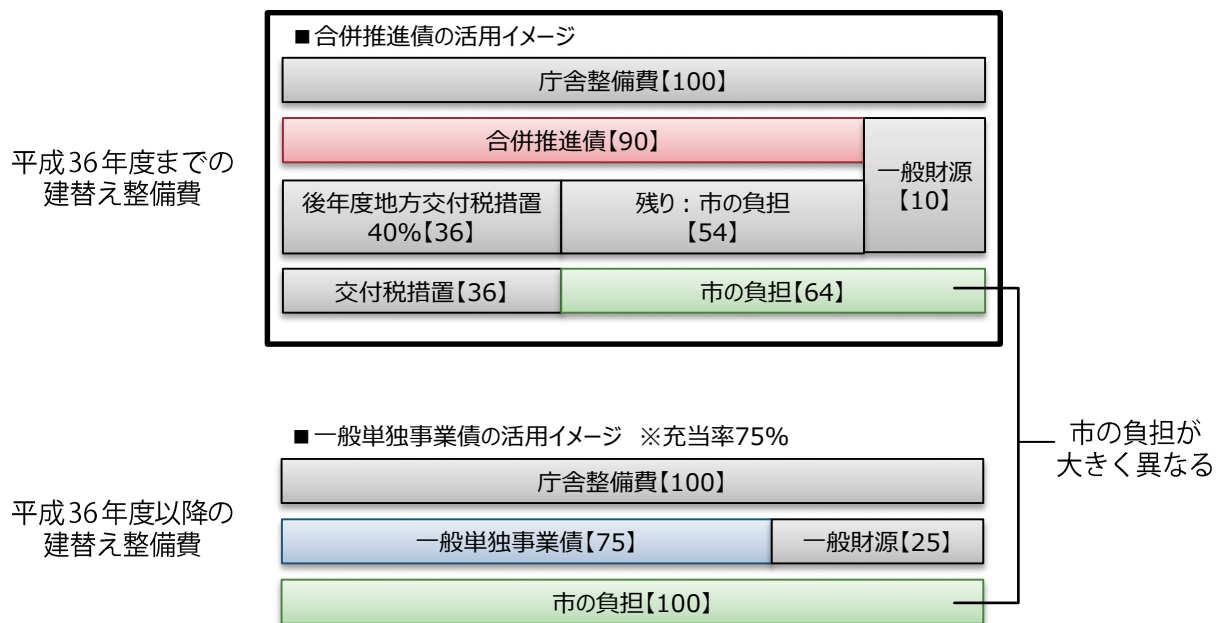 ■合併推進債の活用イメージ
庁舎整備費【100】
平成36年度までの
建替え整備費
合併推進債【90】
一般財源
【10】
後年度地方交付税措置
40%【36】
残り：市の負担
【54】
交付税措置【36】
市の負担【64】
■一般単独事業債の活用イメージ ※充当率75%
市の負担が
大きく異なる
庁舎整備費【100】
平成36年度以降の
建替え整備費
一般単独事業債【75】
一般財源【25】
市の負担【100】